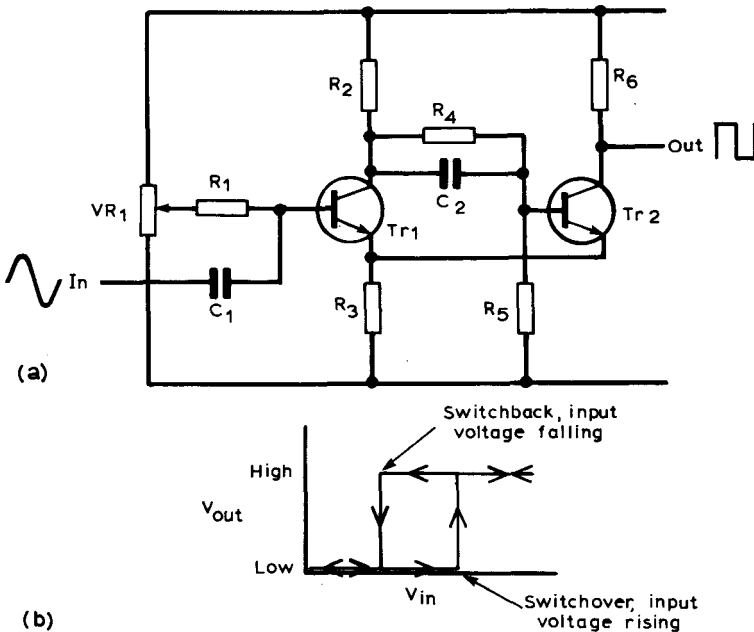 R2
R4
R6
Out
R1
C2
VR1
Tr1
Tr2
In
C1
R3
R5
(a)
Switchback, input
voltage falling
High
Vout
Low
Vin
Switchover, input
voltage rising
(b)